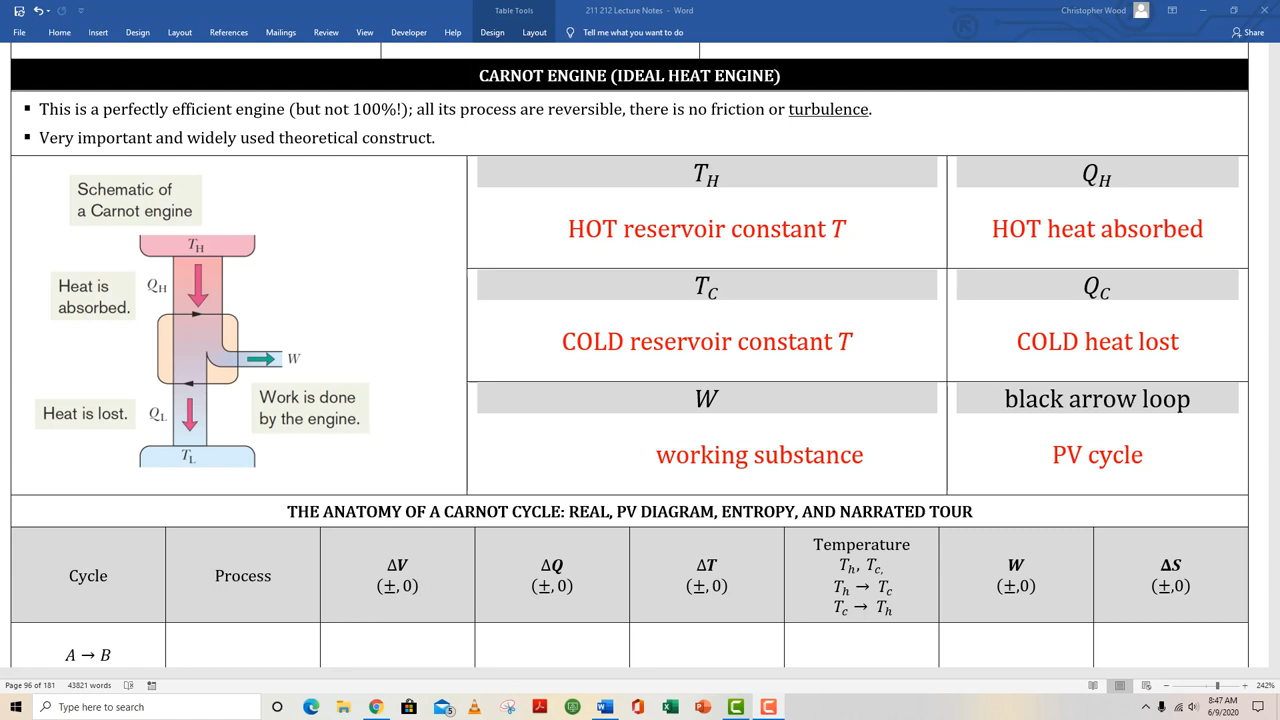 Table Tools
211 212 Lecture Notes - Word
Christopher Wood
File Home Insert Design Layout References Mailings Review View Developer Help Design Layout Tell me what you want to do
Share
CARNOT ENGINE (IDEAL HEAT ENGINE)
▪ This is a perfectly efficient engine (but not 100%!); all its process are reversible, there is no friction or turbulence.
▪ Very important and widely used theoretical construct.
Schematic of
a Carnot engine
T_H
Heat is
absorbed.
Q_H
W
Work is done
by the engine.
Heat is lost.
Q_L
T_L
T_H
HOT reservoir constant T
Q_H
HOT heat absorbed
T_C
COLD reservoir constant T
Q_C
COLD heat lost
W
working substance
black arrow loop
PV cycle
THE ANATOMY OF A CARNOT CYCLE: REAL, PV DIAGRAM, ENTROPY, AND NARRATED TOUR
Cycle
Process
ΔV
(±, 0)
ΔQ
(±, 0)
ΔT
(±, 0)
Temperature
T_h, T_c,
T_h → T_c
T_c → T_h
W
(±,0)
ΔS
(±,0)
A → B
Page 96 of 181 43821 words
242%
Type here to search
5
8:47 AM
6/9/2020